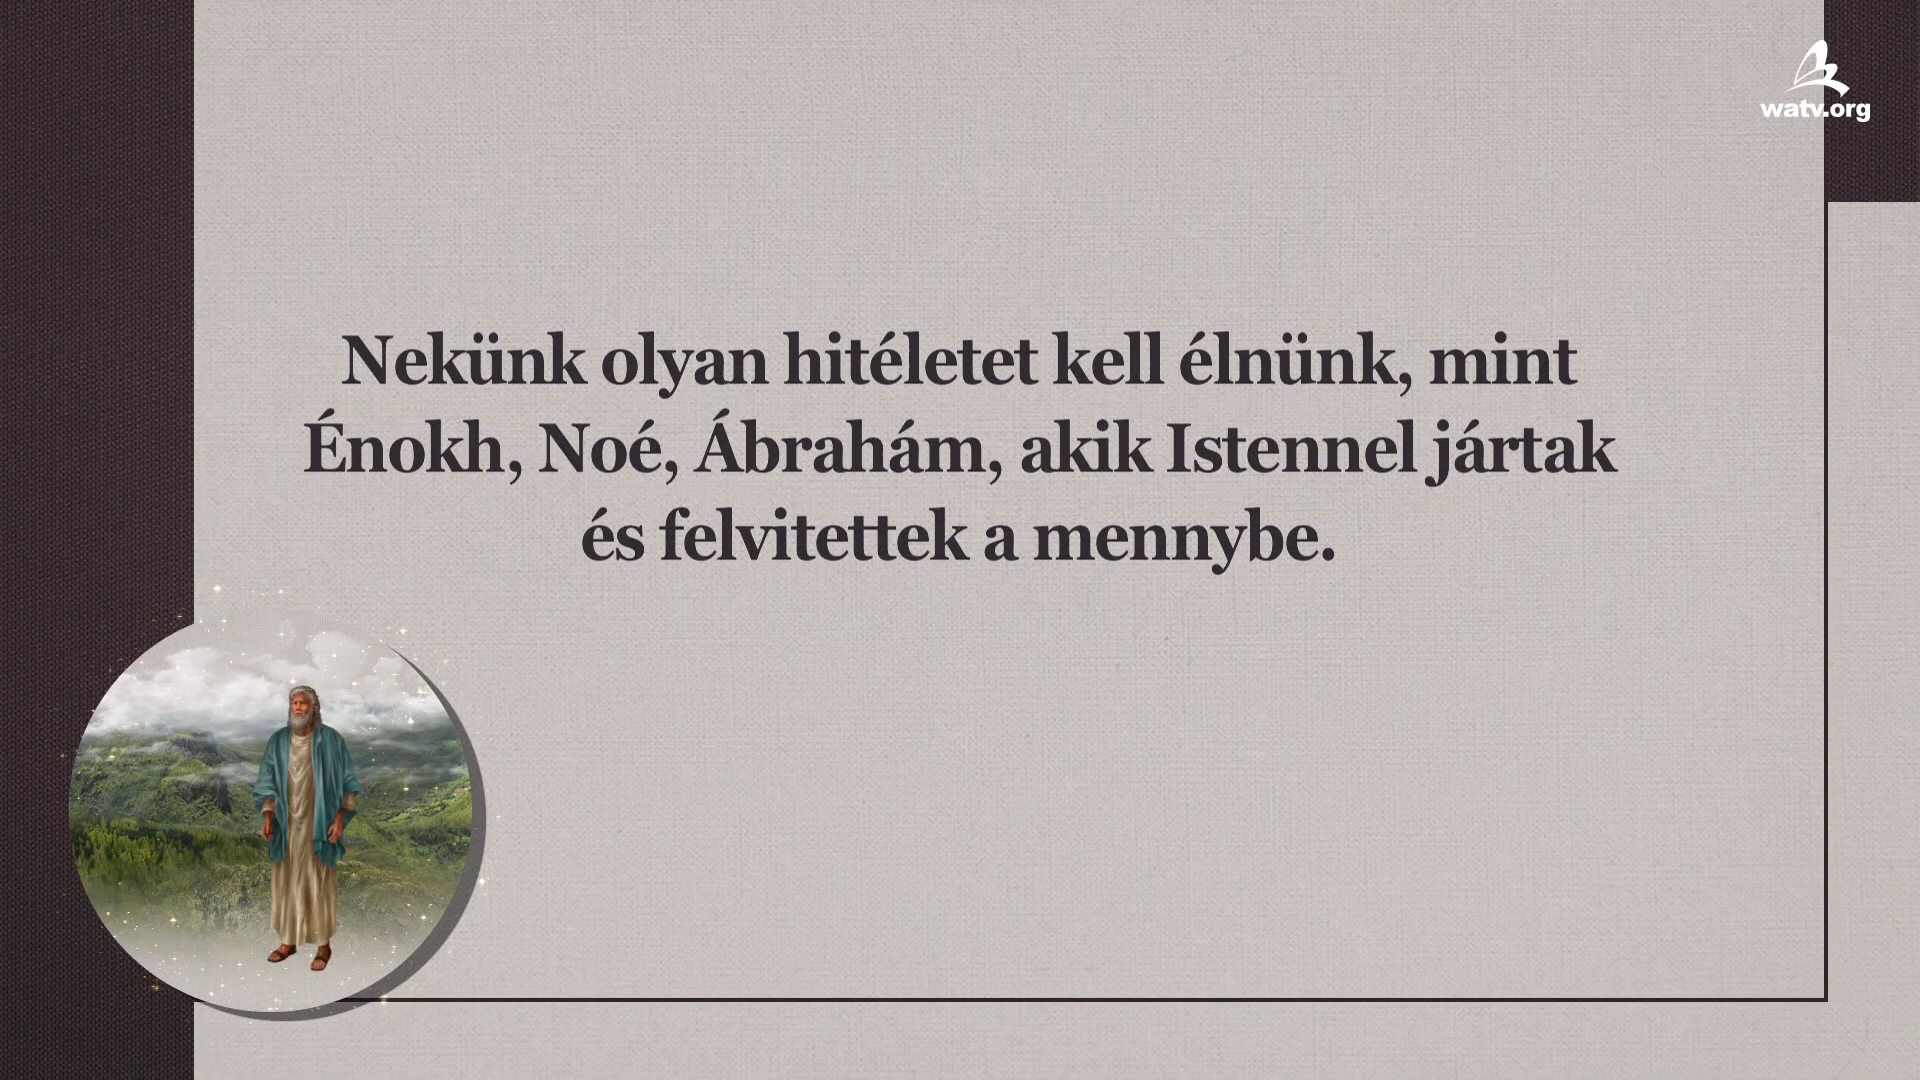 watv.org
Nekünk olyan hitéletet kell élnünk, mint
Énokh, Noé, Ábrahám, akik Istennel jártak
és felvitettek a mennybe.